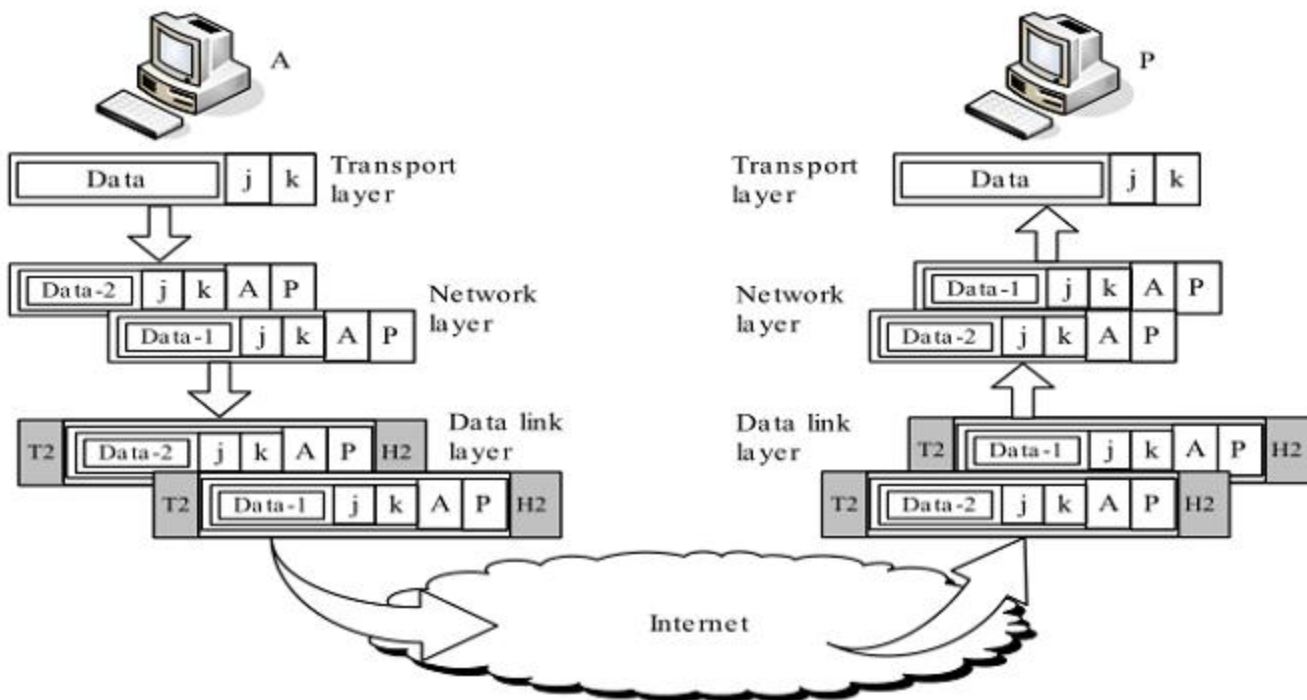 A
P
Data j k
Transport
layer
Transport
layer
Data j k
Data-2 j k A P
Data-1 j k A P
Network
layer
Network
layer
Data-1 j k A P
Data-2 j k A P
T2 Data-2 j k A P H2
T2 Data-1 j k A P H2
Data link
layer
Data link
layer
T2 Data-1 j k A P H2
T2 Data-2 j k A P H2
Internet